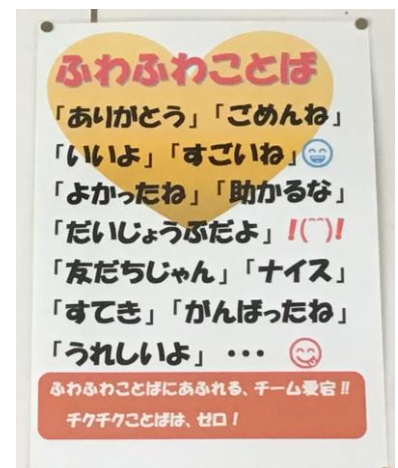 ふわふわことば
「ありがとう」「ごめんね」
「いいよ」「すごいね」
「よかったね」「助かるな」
「だいじょうぶだよ」!(^^)!
「友だちじゃん」「ナイス」
「すてき」「がんばったね」
「うれしいよ」・・・
ふわふわことばにあふれる、チーム愛宕!!
チクチクことばは、ゼロ!